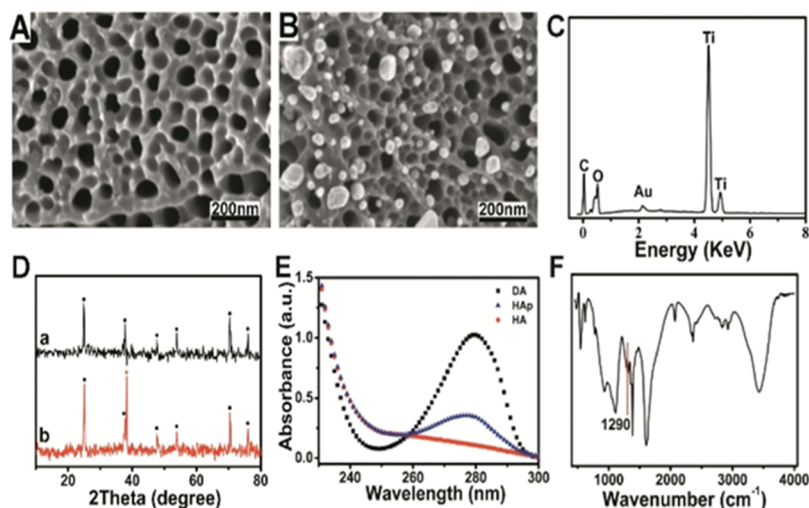 A
200nm
B
200nm
C
Ti
C
O
Au
Ti
0 2 4 6 8
Energy (KeV)
D
a
b
20 40 60 80
2Theta (degree)
E
Absorbance (a.u.)
1.5
1.0
0.5
0.0
DA
HAp
HA
240 260 280 300
Wavelength (nm)
F
1290
1000 2000 3000 4000
Wavenumber (cm⁻¹)